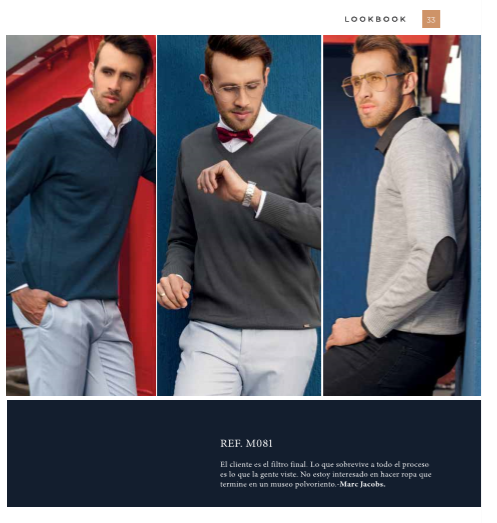 LOOKBOOK 33
REF. M081
El cliente es el filtro final. Lo que sobrevive a todo el proceso
es lo que la gente viste. No estoy interesado en hacer ropa que
termine en un museo polvoriento.-Marc Jacobs.